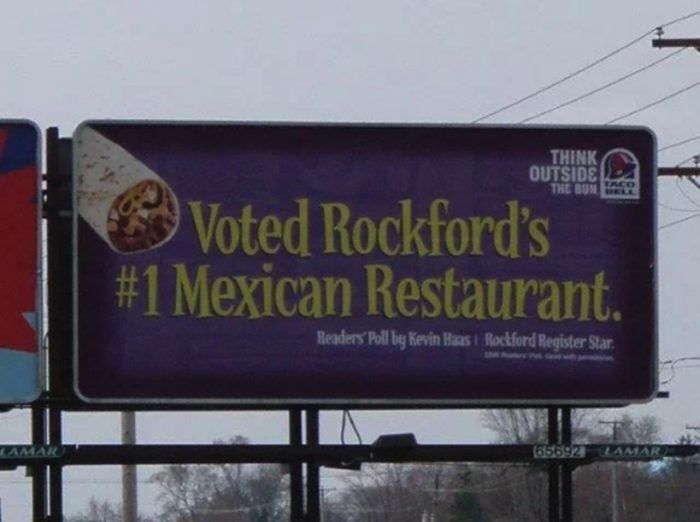 THINK
OUTSIDE
THE BUN
TACO
BELL
Voted Rockford's
#1 Mexican Restaurant.
Readers' Poll by Kevin Haas | Rockford Register Star.
LAMAR
65692
LAMAR